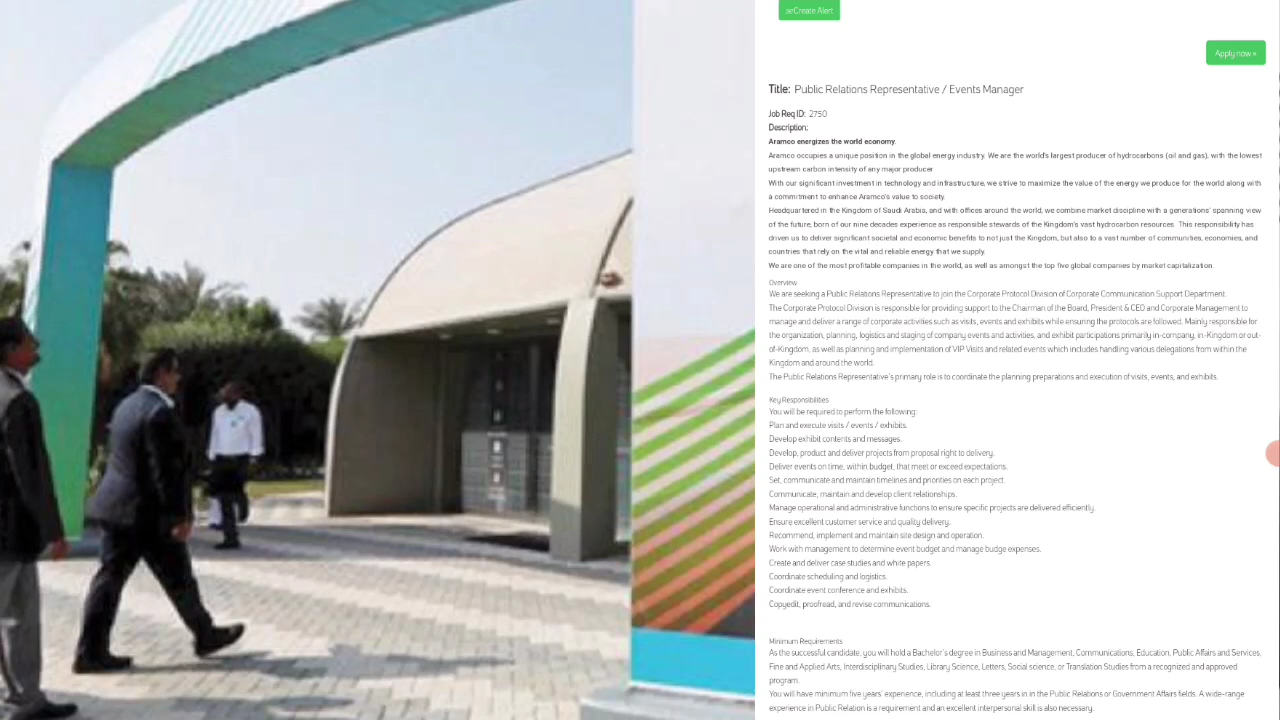 seCreate Alert
Apply now »
Title: Public Relations Representative / Events Manager
Job Req ID: 2750
Description:
Aramco energizes the world economy.
Aramco occupies a unique position in the global energy industry. We are the world's largest producer of hydrocarbons (oil and gas), with the lowest
upstream carbon intensity of any major producer
With our significant investment in technology and infrastructure, we strive to maximize the value of the energy we produce for the world along with
a commitment to enhance Aramco's value to society.
Headquartered in the Kingdom of Saudi Arabia, and with offices around the world, we combine market discipline with a generations' spanning view
of the future, born of our nine decades experience as responsible stewards of the Kingdom's vast hydrocarbon resources. This responsibility has
driven us to deliver significant societal and economic benefits to not just the Kingdom, but also to a vast number of communities, economies, and
countries that rely on the vital and reliable energy that we supply.
We are one of the most profitable companies in the world, as well as amongst the top five global companies by market capitalization.
Overview
We are seeking a Public Relations Representative to join the Corporate Protocol Division of Corporate Communication Support Department.
The Corporate Protocol Division is responsible for providing support to the Chairman of the Board, President & CEO and Corporate Management to
manage and deliver a range of corporate activities such as visits, events and exhibits while ensuring the protocols are followed. Mainly responsible for
the organization, planning, logistics and staging of company events and activities, and exhibit participations primarily in-company, in-Kingdom or out-
of-Kingdom, as well as planning and implementation of VIP Visits and related events which includes handling various delegations from within the
Kingdom and around the world.
The Public Relations Representative's primary role is to coordinate the planning preparations and execution of visits, events, and exhibits.
Key Responsibilities
You will be required to perform the following:
Plan and execute visits / events / exhibits.
Develop exhibit contents and messages.
Develop, product and deliver projects from proposal right to delivery.
Deliver events on time, within budget, that meet or exceed expectations.
Set, communicate and maintain timelines and priorities on each project.
Communicate, maintain and develop client relationships.
Manage operational and administrative functions to ensure specific projects are delivered efficiently.
Ensure excellent customer service and quality delivery.
Recommend, implement and maintain site design and operation.
Work with management to determine event budget and manage budge expenses.
Create and deliver case studies and white papers.
Coordinate scheduling and logistics.
Coordinate event conference and exhibits.
Copyedit, proofread, and revise communications.
Minimum Requirements
As the successful candidate, you will hold a Bachelor's degree in Business and Management, Communications, Education, Public Affairs and Services,
Fine and Applied Arts, Interdisciplinary Studies, Library Science, Letters, Social science, or Translation Studies from a recognized and approved
program.
You will have minimum five years' experience, including at least three years in in the Public Relations or Government Affairs fields. A wide-range
experience in Public Relation is a requirement and an excellent interpersonal skill is also necessary.